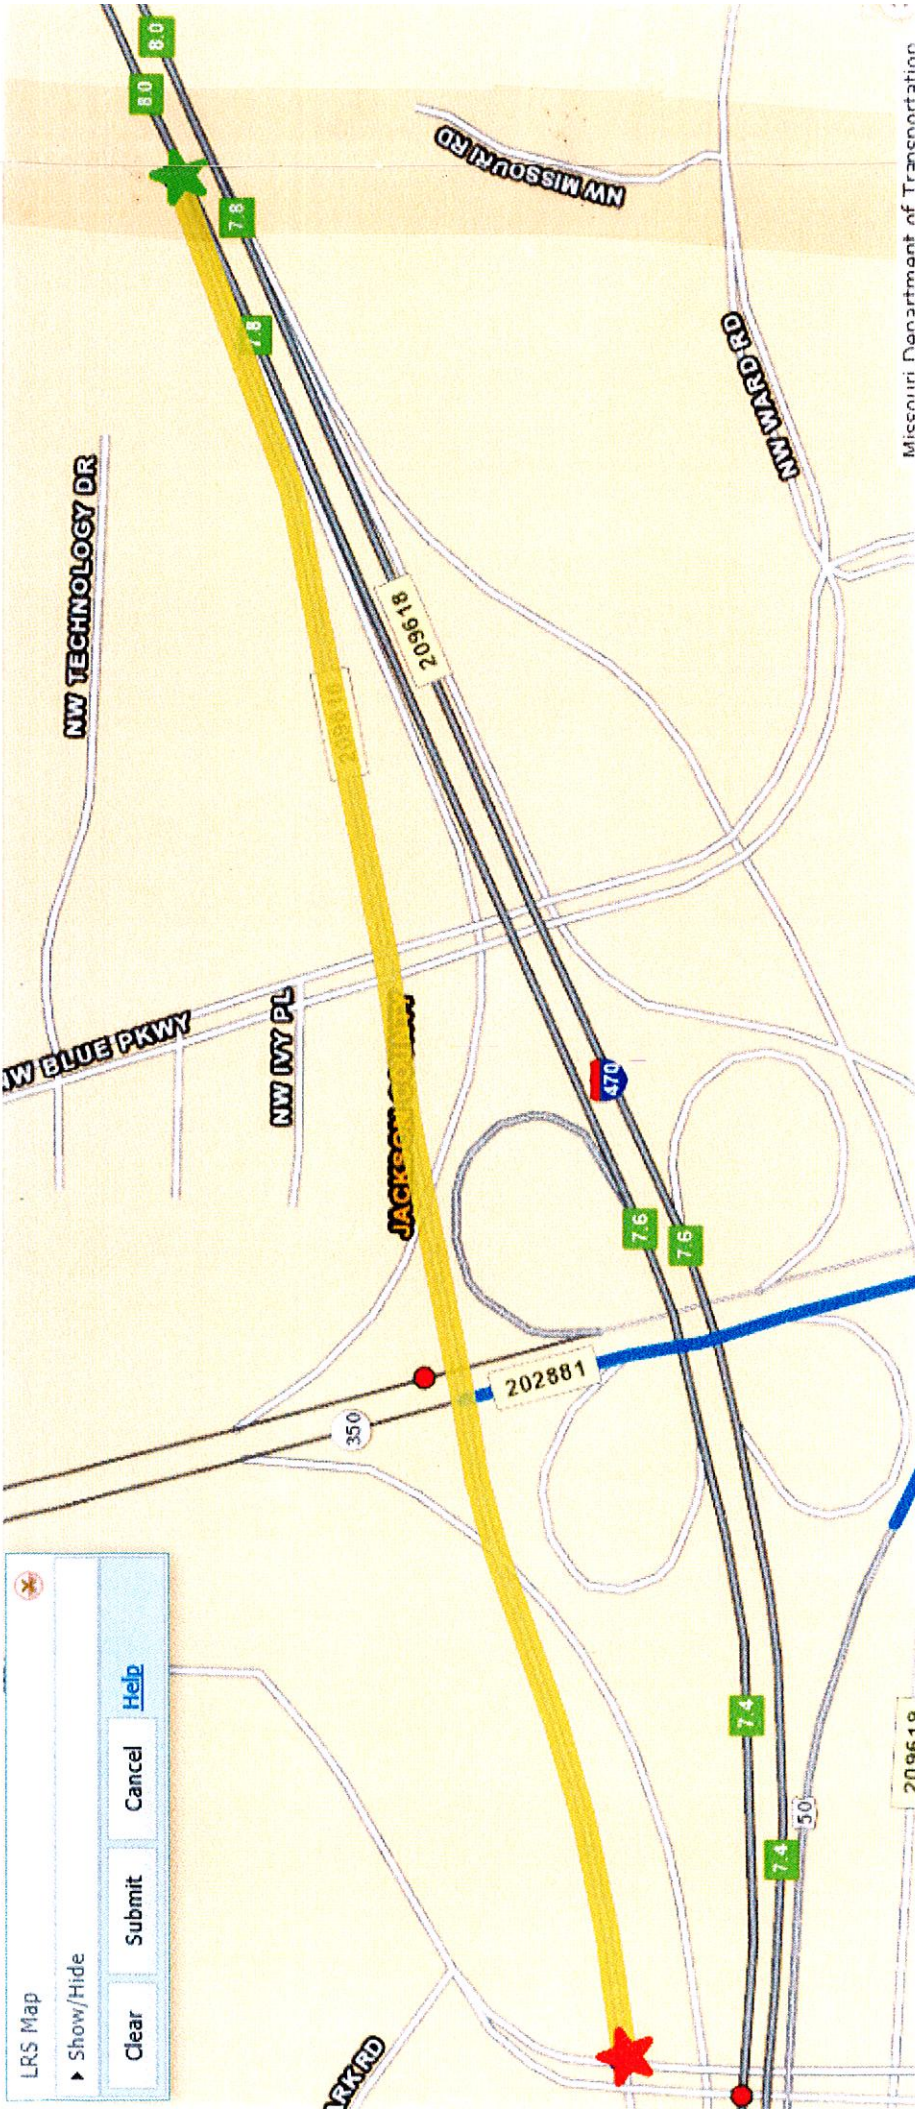 LRS Map
▶ Show/Hide
Clear Submit Cancel Help
NW TECHNOLOGY DR
NW BLUE PKWY
NW IVY PL
350
202881
209618
470
7.4
7.4
7.6
7.6
7.8
7.8
8.0
8.0
50
NW MISSOURI RD
NW WARD RD
Missouri Department of Transportation